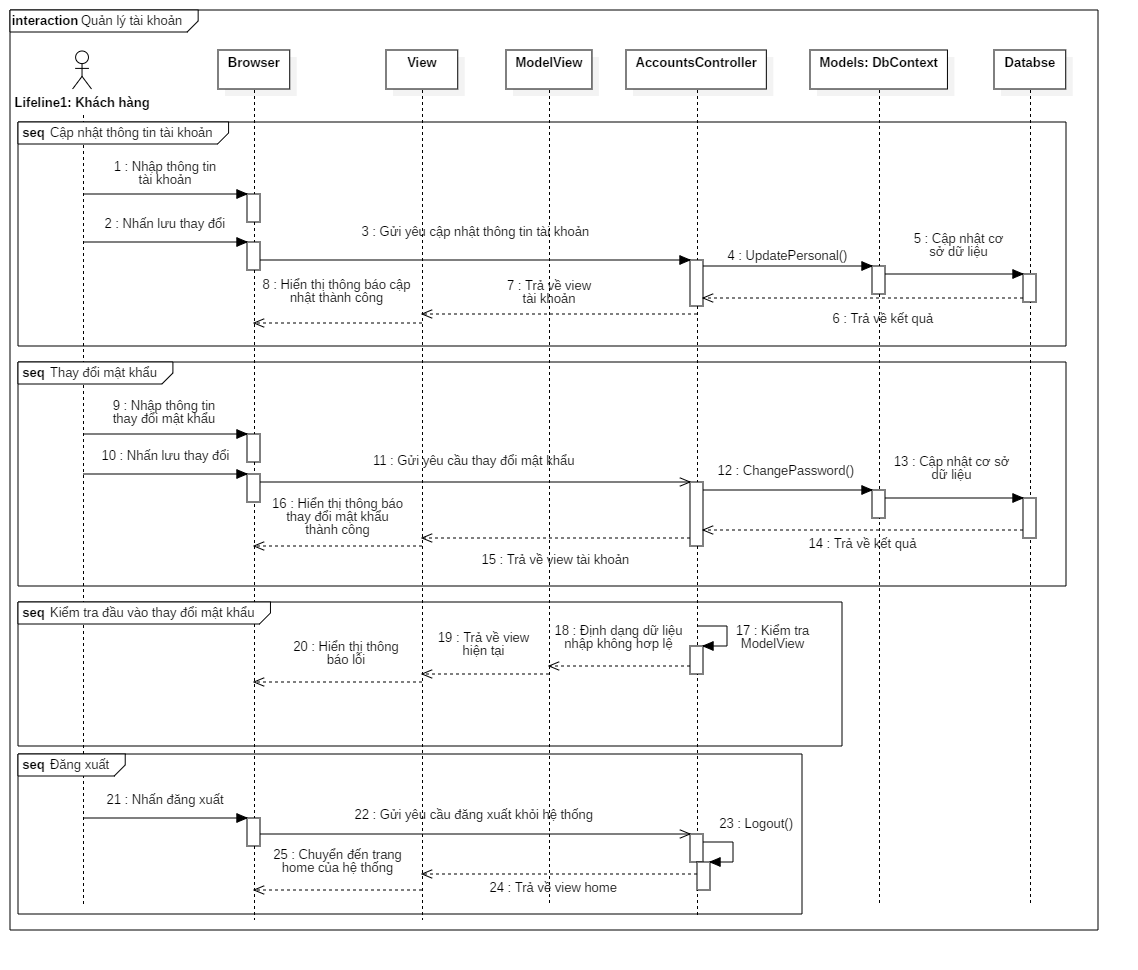 interaction Quản lý tài khoản
Lifeline1: Khách hàng
Browser
View
ModelView
AccountsController
Models: DbContext
Databse
seq Cập nhật thông tin tài khoản
1 : Nhập thông tin
tài khoản
2 : Nhấn lưu thay đổi
3 : Gửi yêu cập nhật thông tin tài khoản
4 : UpdatePersonal()
5 : Cập nhật cơ
sở dữ liệu
6 : Trả về kết quả
7 : Trả về view
tài khoản
8 : Hiển thị thông báo cập
nhật thành công
seq Thay đổi mật khẩu
9 : Nhập thông tin
thay đổi mật khẩu
10 : Nhấn lưu thay đổi
11 : Gửi yêu cầu thay đổi mật khẩu
12 : ChangePassword()
13 : Cập nhật cơ sở
dữ liệu
14 : Trả về kết quả
15 : Trả về view tài khoản
16 : Hiển thị thông báo
thay đổi mật khẩu
thành công
seq Kiểm tra đầu vào thay đổi mật khẩu
17 : Kiểm tra
ModelView
18 : Định dạng dữ liệu
nhập không hợp lệ
19 : Trả về view
hiện tại
20 : Hiển thị thông
báo lỗi
seq Đăng xuất
21 : Nhấn đăng xuất
22 : Gửi yêu cầu đăng xuất khỏi hệ thống
23 : Logout()
24 : Trả về view home
25 : Chuyển đến trang
home của hệ thống